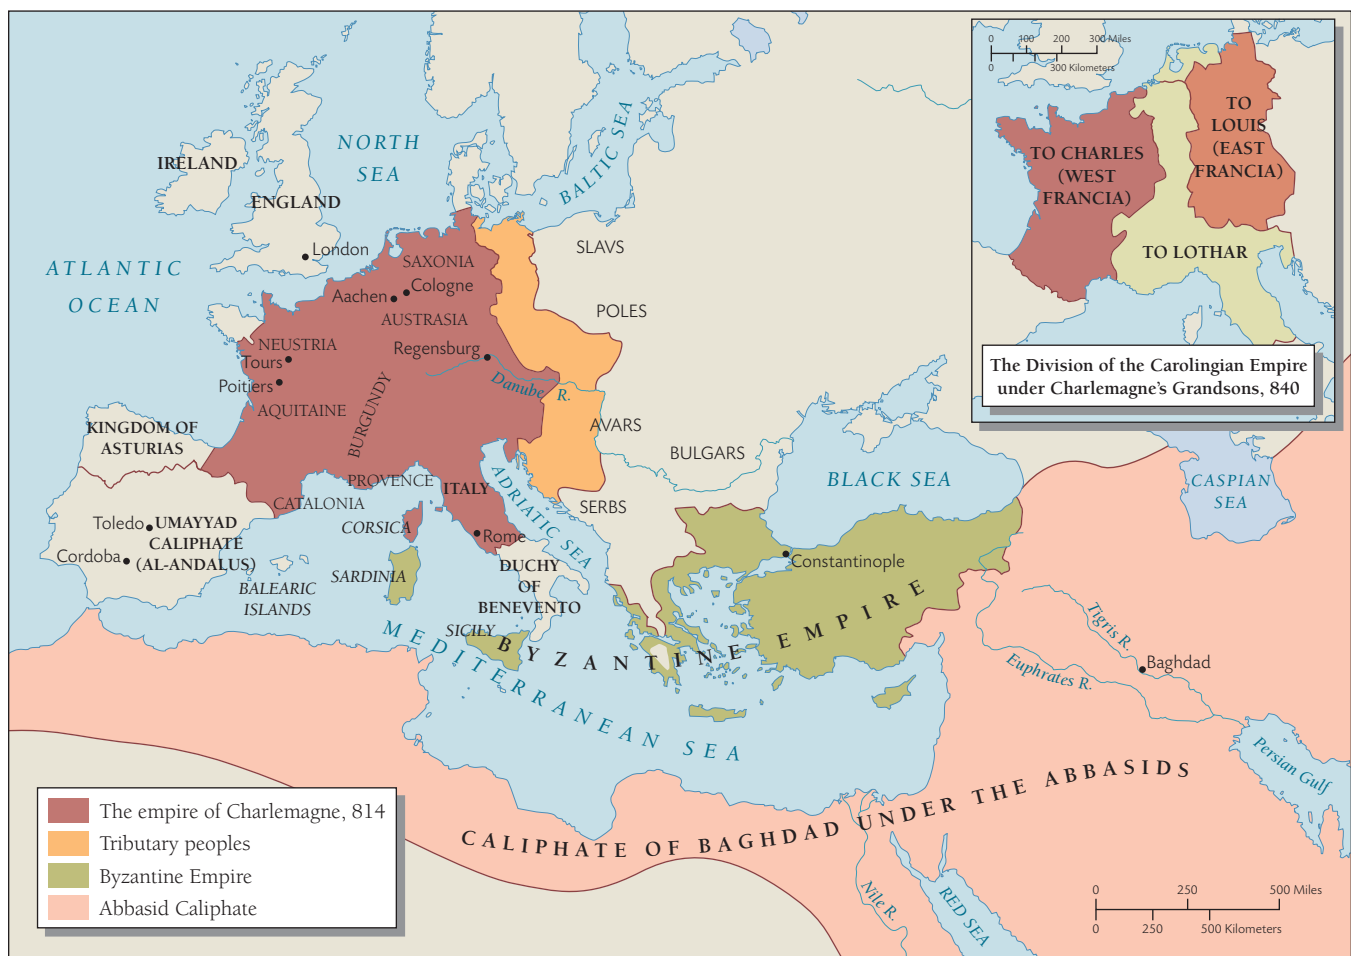 NORTH
SEA
BALTIC SEA
IRELAND
ENGLAND
London
ATLANTIC
OCEAN
SLAVS
SAXONIA
Cologne
Aachen
AUSTRASIA
POLES
NEUSTRIA
Tours
Regensburg
Poitiers
Danube R.
AQUITAINE
BURGUNDY
AVARS
KINGDOM OF
ASTURIAS
BULGARS
BLACK SEA
CASPIAN
SEA
PROVENCE
ITALY
ADRIATIC SEA
CATALONIA
SERBS
CORSICA
Rome
Toledo
UMAYYAD
CALIPHATE
(AL-ANDALUS)
Cordoba
Constantinople
DUCHY
OF
BENEVENTO
SARDINIA
BALEARIC
ISLANDS
SICILY
BYZANTINE EMPIRE
MEDITERRANEAN SEA
Tigris R.
Baghdad
Euphrates R.
Persian Gulf
CALIPHATE OF BAGHDAD UNDER THE ABBASIDS
Nile R.
RED SEA
The empire of Charlemagne, 814
Tributary peoples
Byzantine Empire
Abbasid Caliphate
0 250 500 Miles
0 250 500 Kilometers
0 100 200 300 Miles
0 300 Kilometers
TO
LOUIS
(EAST
FRANCIA)
TO CHARLES
(WEST
FRANCIA)
TO LOTHAR
The Division of the Carolingian Empire
under Charlemagne's Grandsons, 840